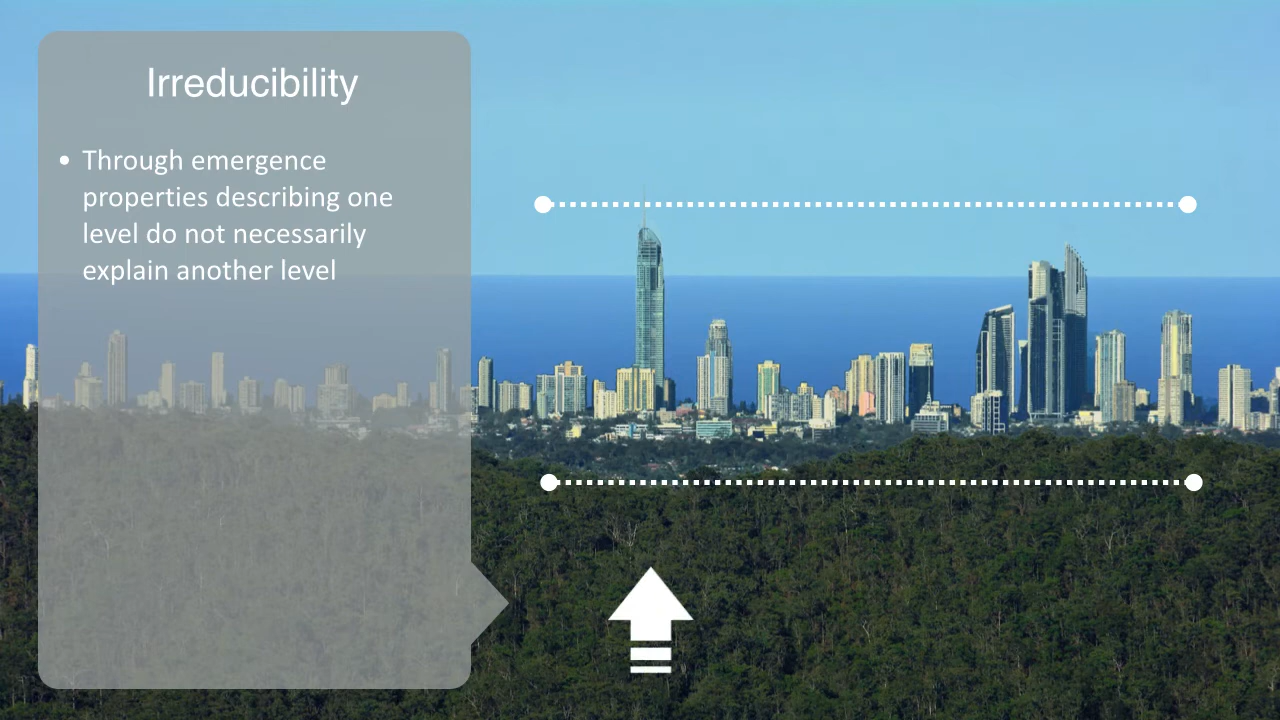 Irreducibility
• Through emergence
properties describing one
level do not necessarily
explain another level